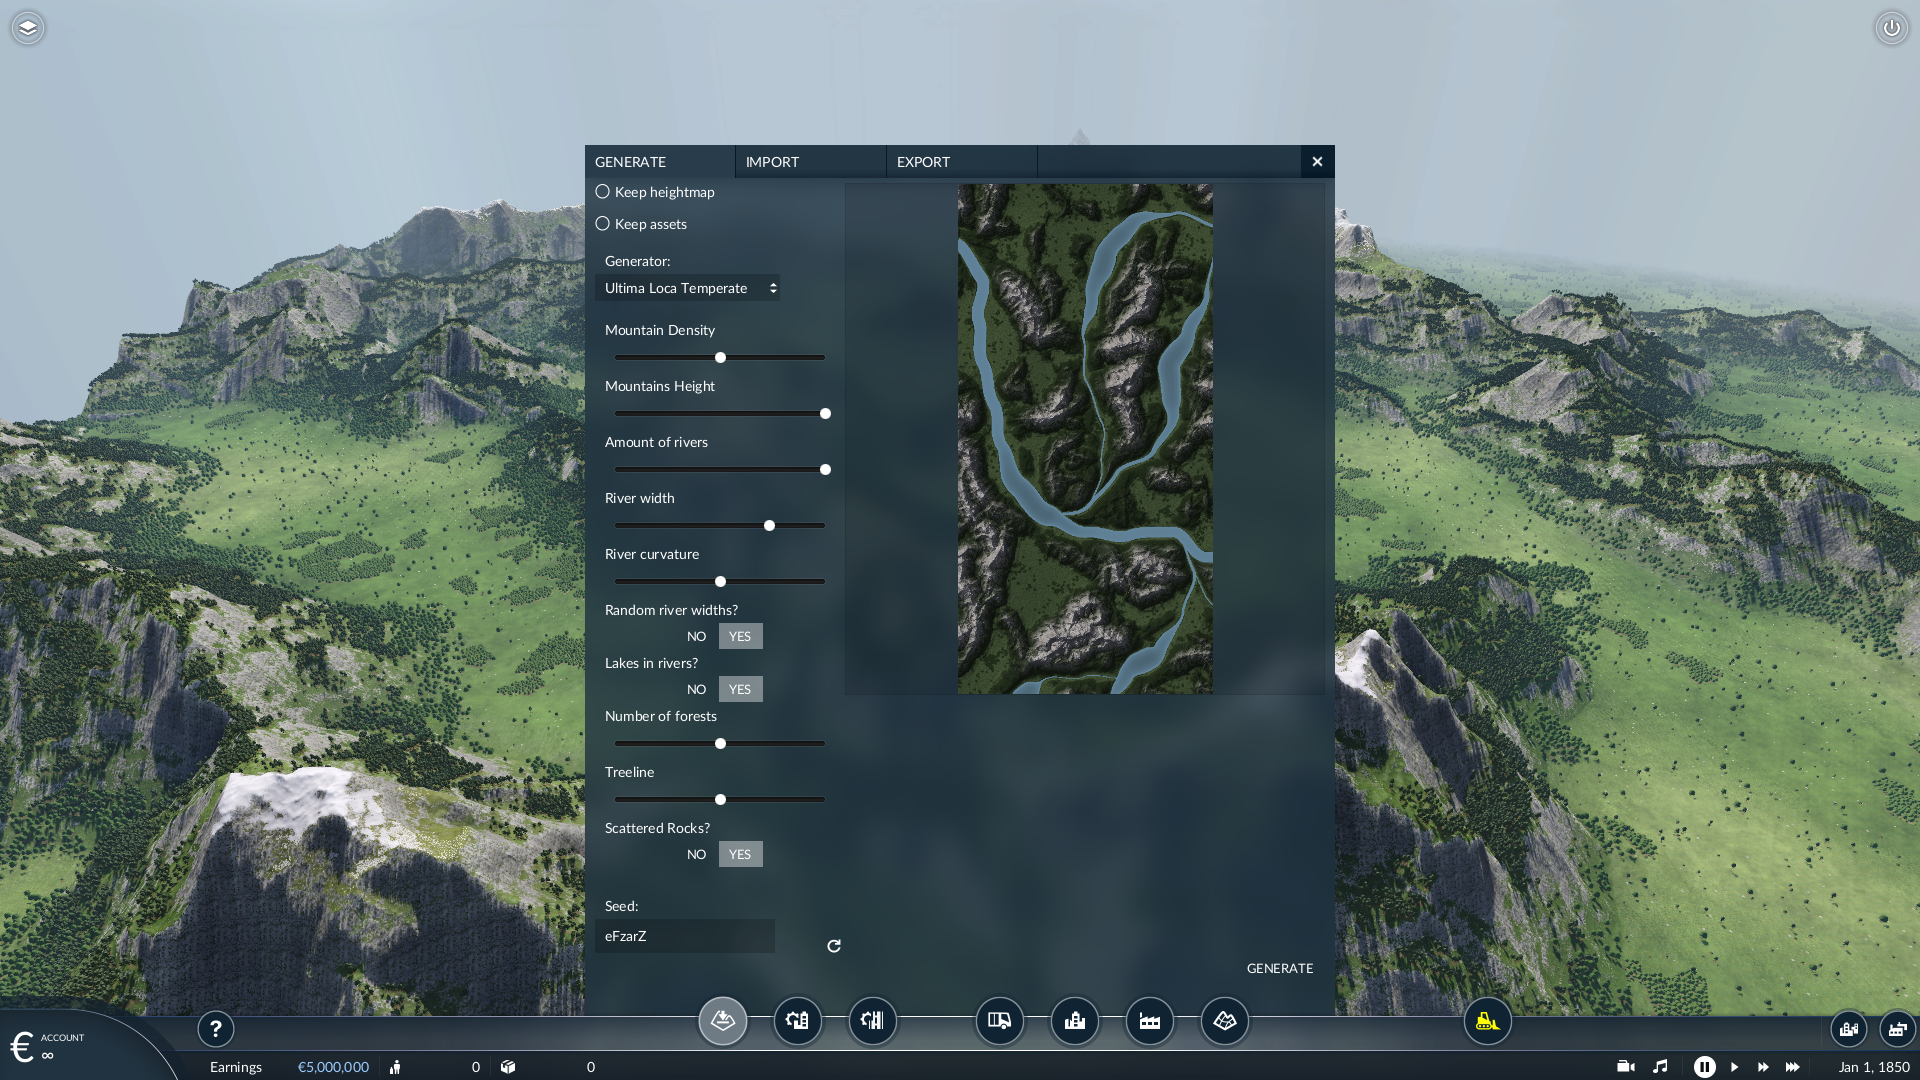 GENERATE IMPORT EXPORT
Keep heightmap
Keep assets
Generator:
Ultima Loca Temperate
Mountain Density
Mountains Height
Amount of rivers
River width
River curvature
Random river widths?
NO YES
Lakes in rivers?
NO YES
Number of forests
Treeline
Scattered Rocks?
NO YES
Seed:
eFzarZ
GENERATE
€ ACCOUNT
∞
?
Earnings €5,000,000 0 0 Jan 1, 1850